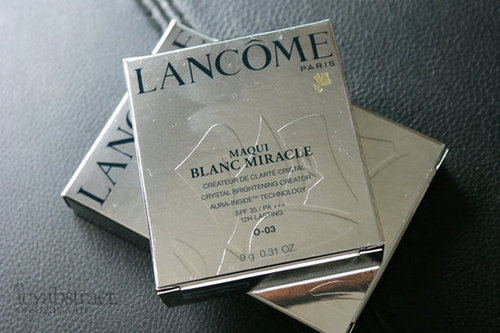 LANCÔME
PARIS
MAQUI
BLANC MIRACLE
CRÉATEUR DE CLARTÉ CRISTAL
CRYSTAL BRIGHTENING CREATOR
AURA-INSIDE™ TECHNOLOGY
SPF 35 / PA +++
12H LASTING
O-03
9 g 0.31 OZ.
LANC